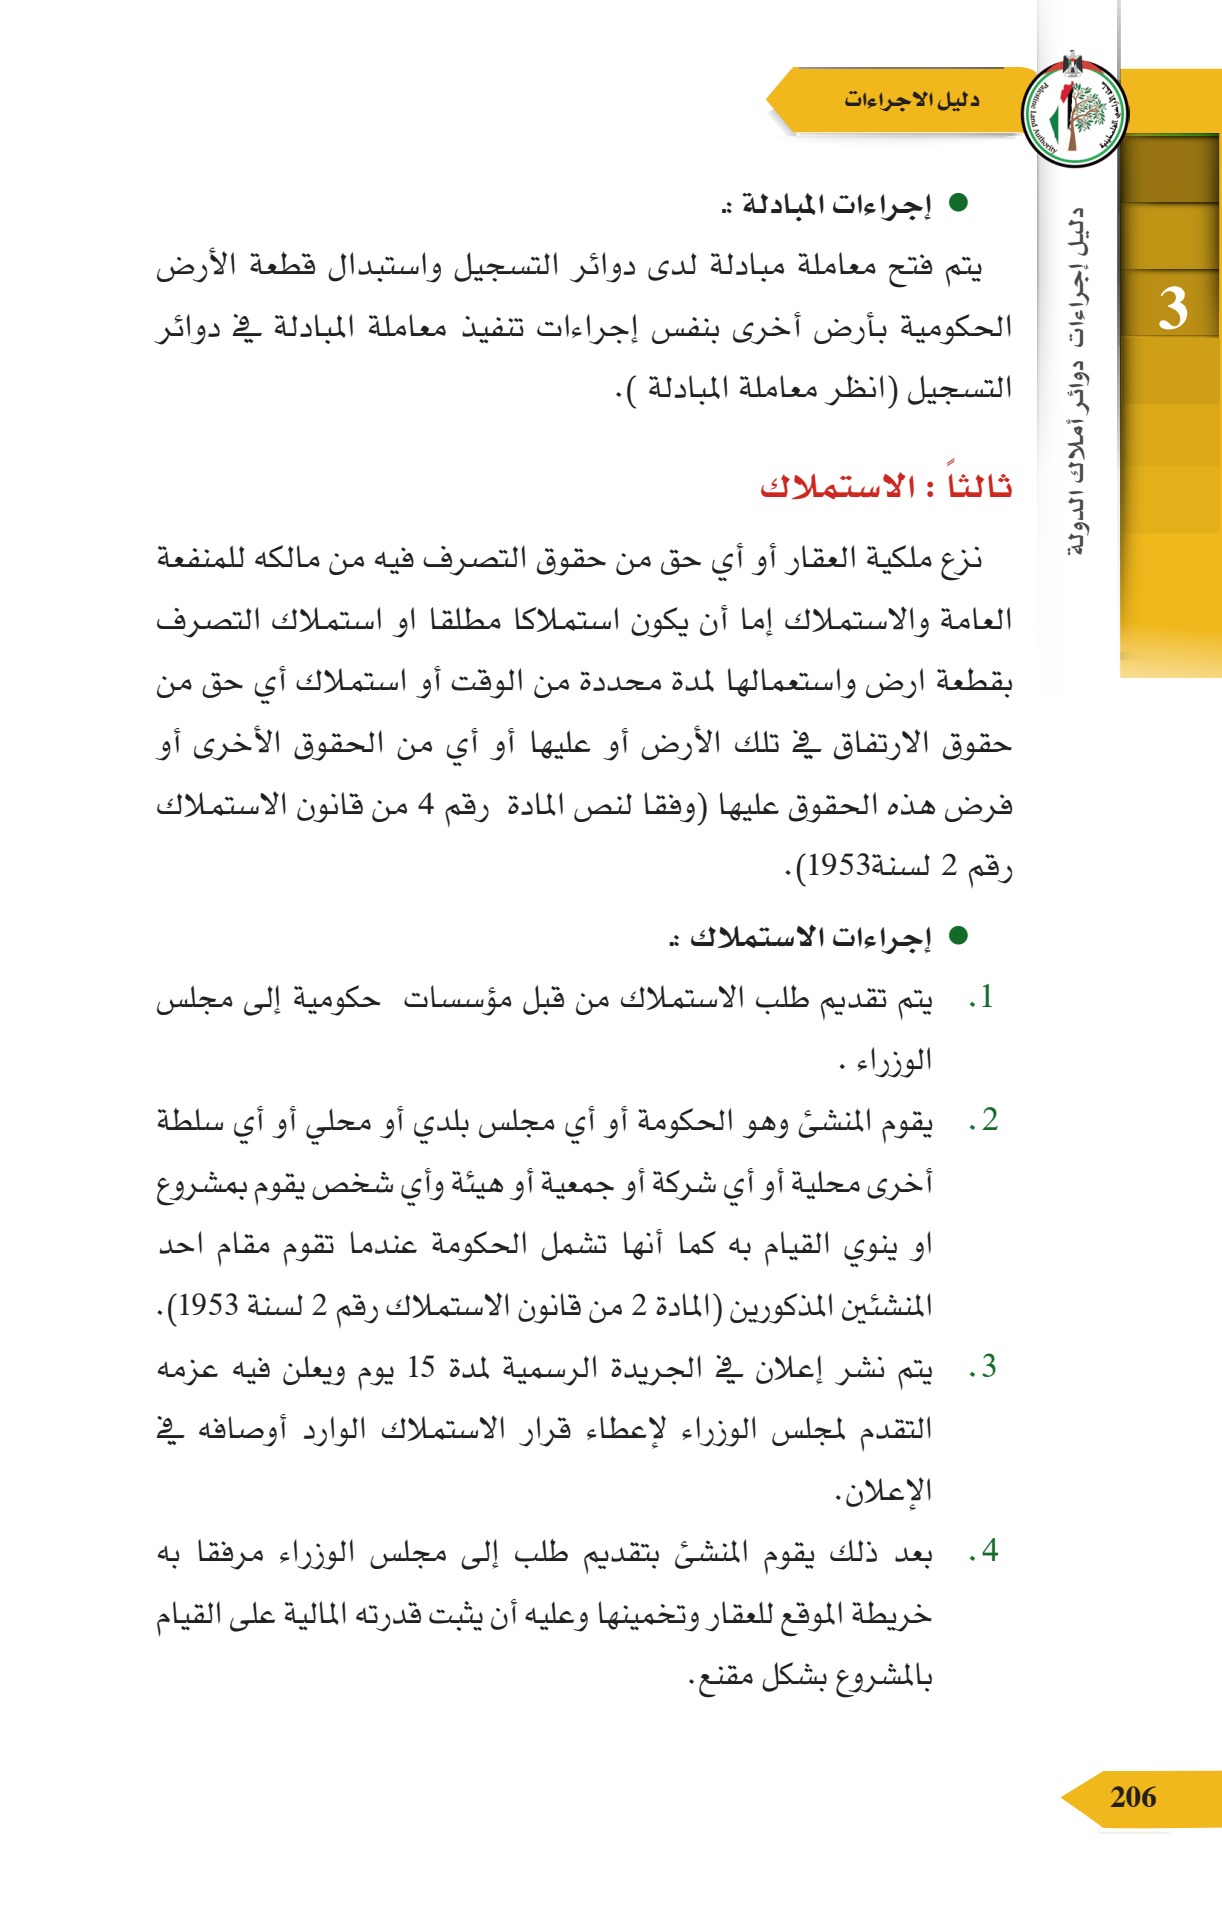 دليل الاجراءات
Palestine Land Authority
دليل إجراءات دوائر أملاك الدولة
3
● إجراءات المبادلة :.
يتم فتح معاملة مبادلة لدى دوائر التسجيل واستبدال قطعة الأرض
الحكومية بأرض أخرى بنفس إجراءات تنفيذ معاملة المبادلة في دوائر
التسجيل (انظر معاملة المبادلة ).
ثالثاً : الاستملاك
نزع ملكية العقار أو أي حق من حقوق التصرف فيه من مالكه للمنفعة
العامة والاستملاك إما أن يكون استملاكا مطلقا او استملاك التصرف
بقطعة ارض واستعمالها لمدة محددة من الوقت أو استملاك أي حق من
حقوق الارتفاق في تلك الأرض أو عليها أو أي من الحقوق الأخرى أو
فرض هذه الحقوق عليها (وفقا لنص المادة رقم 4 من قانون الاستملاك
رقم 2 لسنة1953).
● إجراءات الاستملاك :.
1. يتم تقديم طلب الاستملاك من قبل مؤسسات حكومية إلى مجلس
الوزراء .
2. يقوم المنشئ وهو الحكومة أو أي مجلس بلدي أو محلي أو أي سلطة
أخرى محلية أو أي شركة أو جمعية أو هيئة وأي شخص يقوم بمشروع
او ينوي القيام به كما أنها تشمل الحكومة عندما تقوم مقام احد
المنشئين المذكورين (المادة 2 من قانون الاستملاك رقم 2 لسنة 1953).
3. يتم نشر إعلان في الجريدة الرسمية لمدة 15 يوم ويعلن فيه عزمه
التقدم لمجلس الوزراء لإعطاء قرار الاستملاك الوارد أوصافه في
الإعلان.
4. بعد ذلك يقوم المنشئ بتقديم طلب إلى مجلس الوزراء مرفقا به
خريطة الموقع للعقار وتخمينها وعليه أن يثبت قدرته المالية على القيام
بالمشروع بشكل مقنع.
206